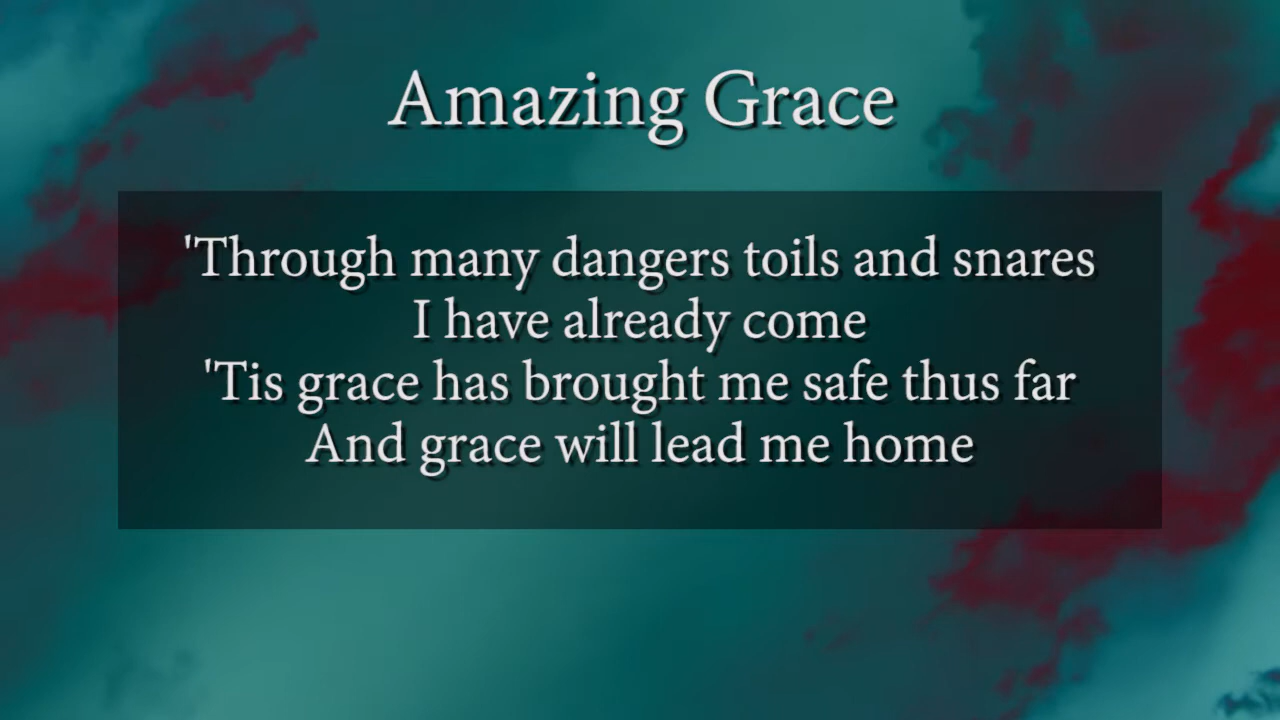 Amazing Grace
'Through many dangers toils and snares
I have already come
'Tis grace has brought me safe thus far
And grace will lead me home